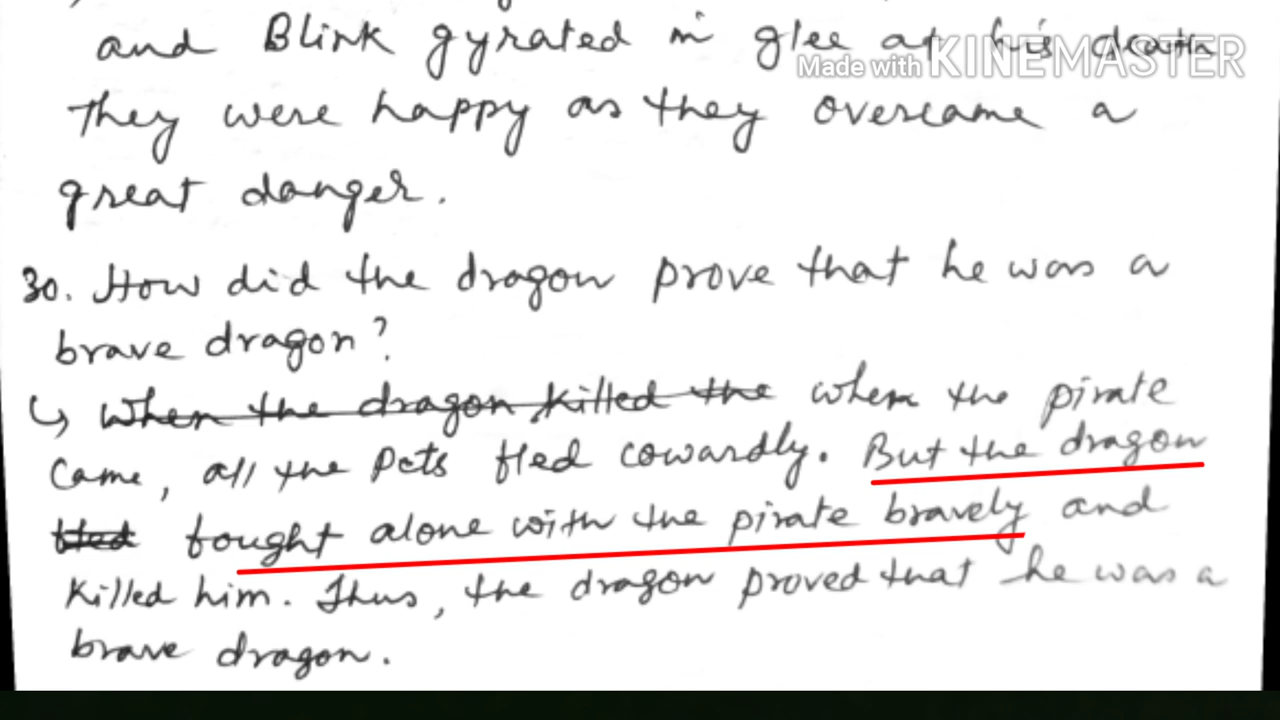 and Blink gyrated in glee at his death
Made with KINEMASTER
They were happy as they overcame a
great danger.
30. How did the dragon prove that he was a
brave dragon?
↳ When the dragon killed the when the pirate
Came, all the Pets fled cowardly. But the dragon
fled fought alone with the pirate bravely and
killed him. Thus, the dragon proved that he was a
brave dragon.